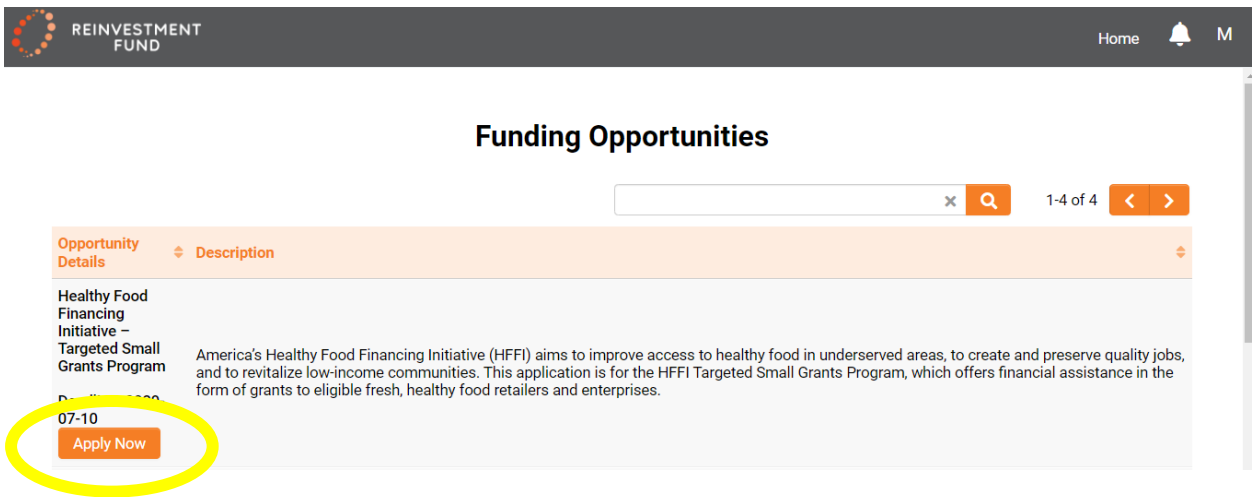 REINVESTMENT
FUND
Home
M
Funding Opportunities
1-4 of 4
Opportunity
Details
Description
Healthy Food
Financing
Initiative –
Targeted Small
Grants Program
America's Healthy Food Financing Initiative (HFFI) aims to improve access to healthy food in underserved areas, to create and preserve quality jobs,
and to revitalize low-income communities. This application is for the HFFI Targeted Small Grants Program, which offers financial assistance in the
form of grants to eligible fresh, healthy food retailers and enterprises.
07-10
Apply Now